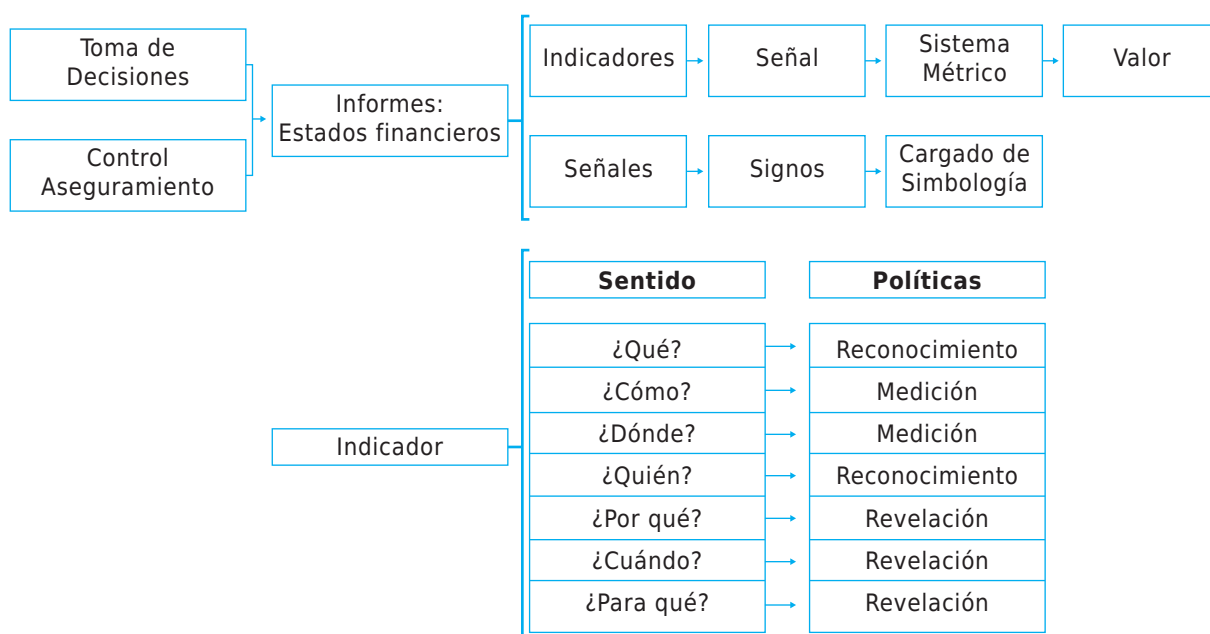 Toma de
Decisiones
Control
Aseguramiento
Informes:
Estados financieros
Indicadores
Señal
Sistema
Métrico
Valor
Señales
Signos
Cargado de
Simbología
Indicador
Sentido
Políticas
¿Qué?
Reconocimiento
¿Cómo?
Medición
¿Dónde?
Medición
¿Quién?
Reconocimiento
¿Por qué?
Revelación
¿Cuándo?
Revelación
¿Para qué?
Revelación